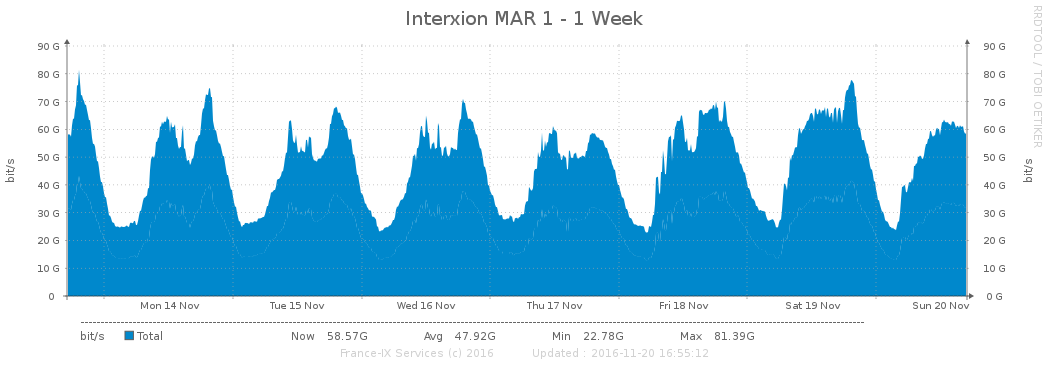 Interxion MAR 1 - 1 Week
RRDTOOL / TOBI OETIKER
90 G 90 G
80 G 80 G
70 G 70 G
60 G 60 G
50 G 50 G
40 G 40 G
30 G 30 G
20 G 20 G
10 G 10 G
0 0 G
bit/s bit/s
Mon 14 Nov Tue 15 Nov Wed 16 Nov Thu 17 Nov Fri 18 Nov Sat 19 Nov Sun 20 Nov
bit/s Total Now 58.57G Avg 47.92G Min 22.78G Max 81.39G
France-IX Services (c) 2016 Updated : 2016-11-20 16:55:12